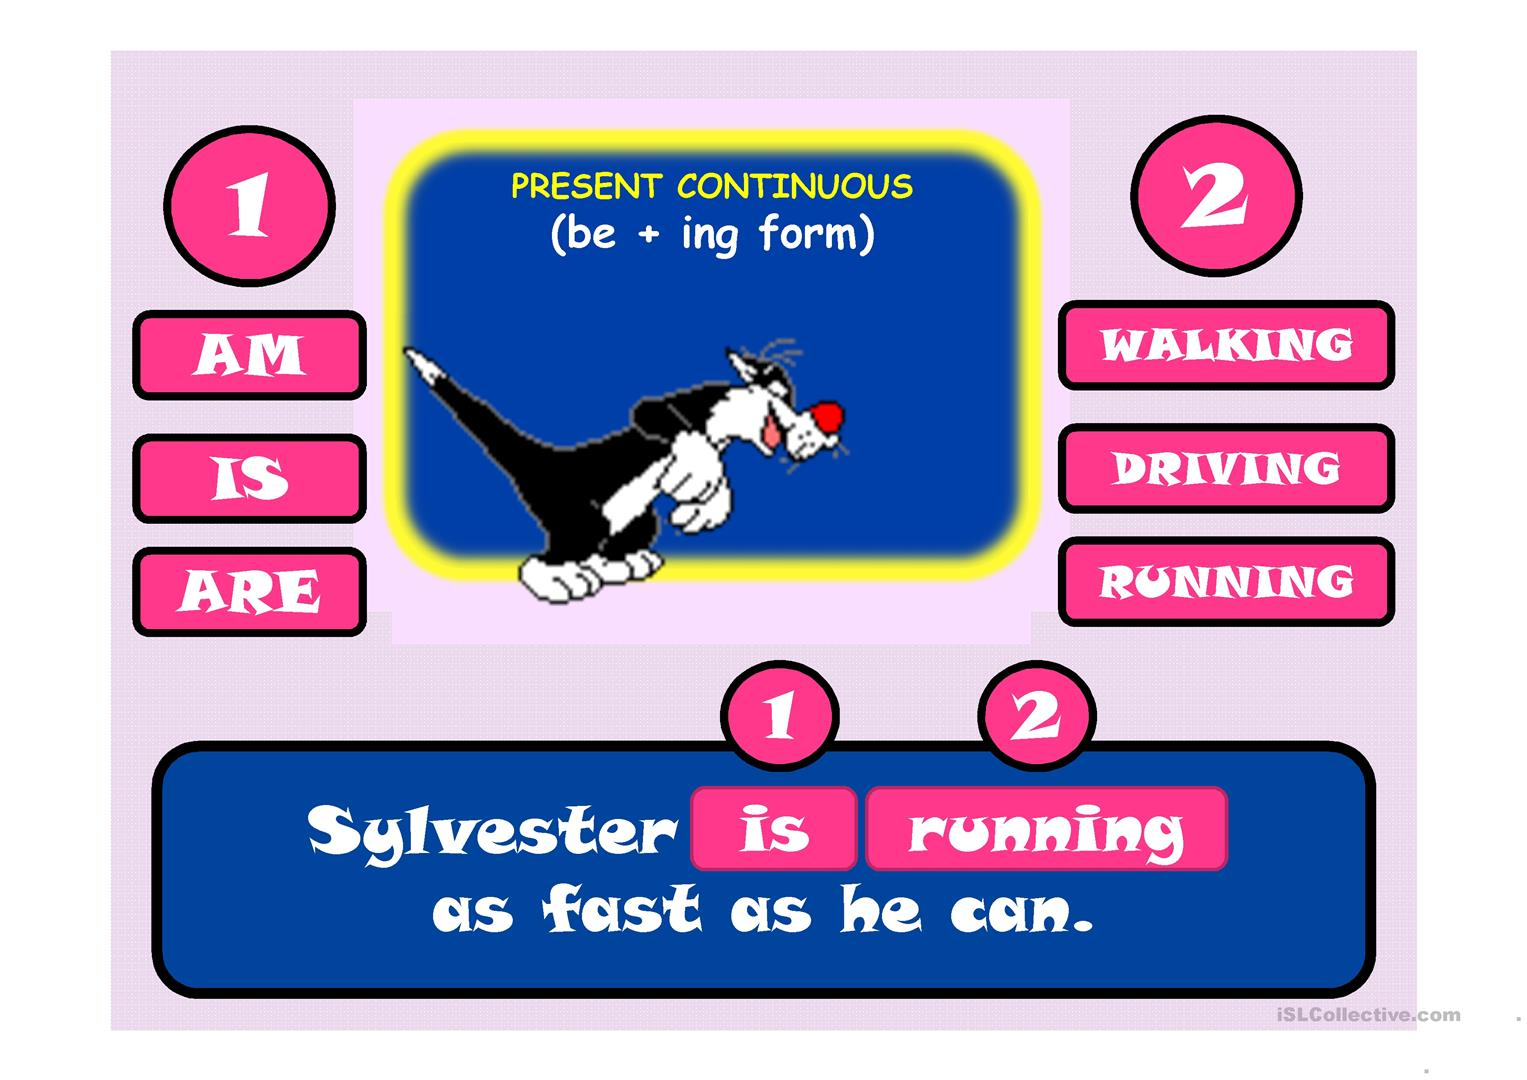 1
PRESENT CONTINUOUS
(be + ing form)
2
AM
IS
ARE
WALKING
DRIVING
RUNNING
1 2
Sylvester is running
as fast as he can.
iSLCollective.com